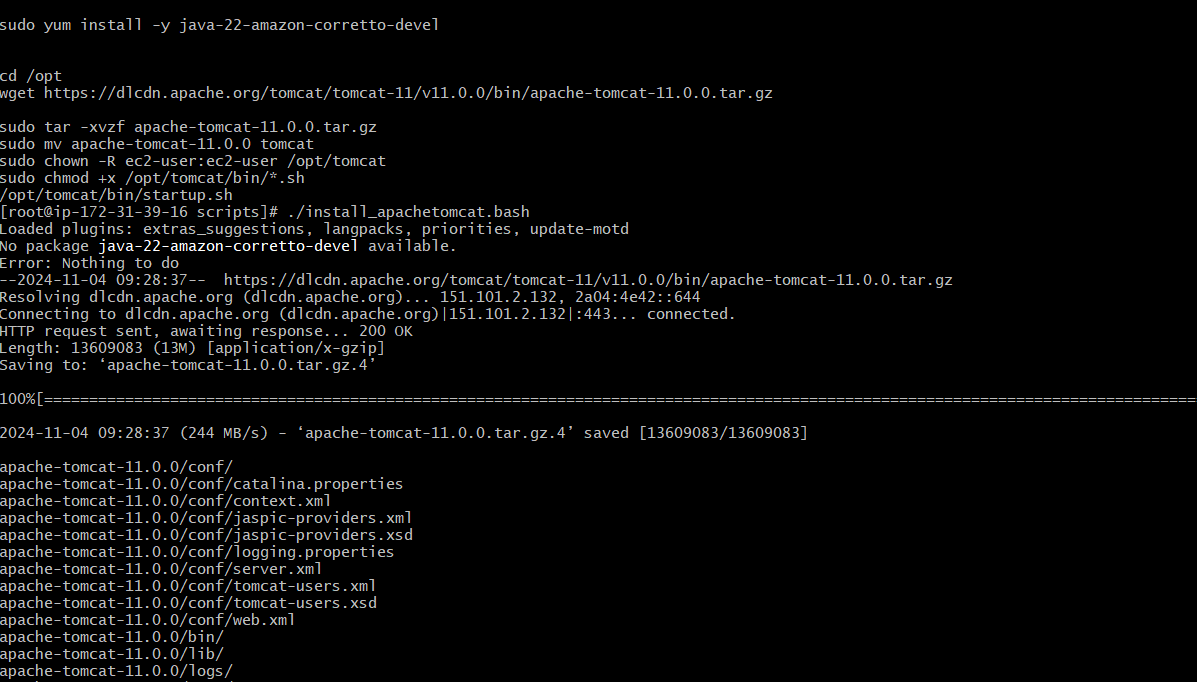 sudo yum install -y java-22-amazon-corretto-devel
cd /opt
wget https://dlcdn.apache.org/tomcat/tomcat-11/v11.0.0/bin/apache-tomcat-11.0.0.tar.gz
sudo tar -xvzf apache-tomcat-11.0.0.tar.gz
sudo mv apache-tomcat-11.0.0 tomcat
sudo chown -R ec2-user:ec2-user /opt/tomcat
sudo chmod +x /opt/tomcat/bin/*.sh
/opt/tomcat/bin/startup.sh
[root@ip-172-31-39-16 scripts]# ./install_apachetomcat.bash
Loaded plugins: extras_suggestions, langpacks, priorities, update-motd
No package java-22-amazon-corretto-devel available.
Error: Nothing to do
--2024-11-04 09:28:37--  https://dlcdn.apache.org/tomcat/tomcat-11/v11.0.0/bin/apache-tomcat-11.0.0.tar.gz
Resolving dlcdn.apache.org (dlcdn.apache.org)... 151.101.2.132, 2a04:4e42::644
Connecting to dlcdn.apache.org (dlcdn.apache.org)|151.101.2.132|:443... connected.
HTTP request sent, awaiting response... 200 OK
Length: 13609083 (13M) [application/x-gzip]
Saving to: ‘apache-tomcat-11.0.0.tar.gz.4’
100%[================================================================================================================================
2024-11-04 09:28:37 (244 MB/s) - ‘apache-tomcat-11.0.0.tar.gz.4’ saved [13609083/13609083]
apache-tomcat-11.0.0/conf/
apache-tomcat-11.0.0/conf/catalina.properties
apache-tomcat-11.0.0/conf/context.xml
apache-tomcat-11.0.0/conf/jaspic-providers.xml
apache-tomcat-11.0.0/conf/jaspic-providers.xsd
apache-tomcat-11.0.0/conf/logging.properties
apache-tomcat-11.0.0/conf/server.xml
apache-tomcat-11.0.0/conf/tomcat-users.xml
apache-tomcat-11.0.0/conf/tomcat-users.xsd
apache-tomcat-11.0.0/conf/web.xml
apache-tomcat-11.0.0/bin/
apache-tomcat-11.0.0/lib/
apache-tomcat-11.0.0/logs/